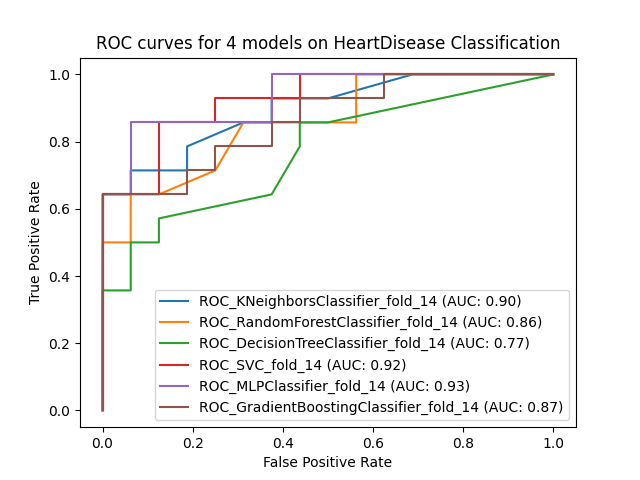 ROC curves for 4 models on HeartDisease Classification
1.0
0.8
0.6
0.4
0.2
0.0
True Positive Rate
ROC_KNeighborsClassifier_fold_14 (AUC: 0.90)
ROC_RandomForestClassifier_fold_14 (AUC: 0.86)
ROC_DecisionTreeClassifier_fold_14 (AUC: 0.77)
ROC_SVC_fold_14 (AUC: 0.92)
ROC_MLPClassifier_fold_14 (AUC: 0.93)
ROC_GradientBoostingClassifier_fold_14 (AUC: 0.87)
0.0 0.2 0.4 0.6 0.8 1.0
False Positive Rate